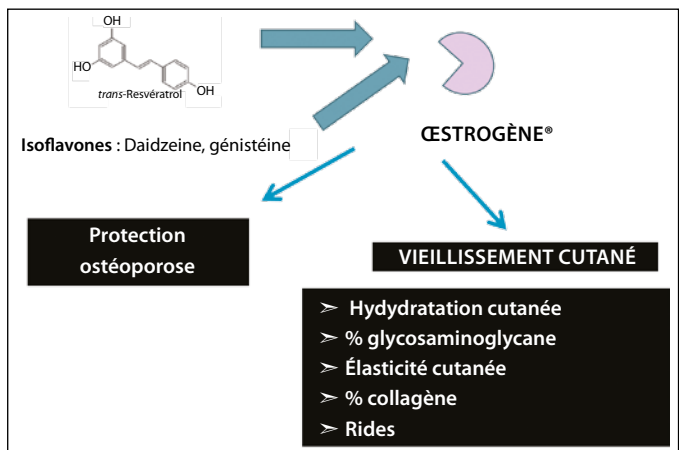 OH
HO
OH
trans-Resvératrol
Isoflavones : Daidzeine, génistéine
ŒSTROGÈNE®
Protection
ostéoporose
VIEILLISSEMENT CUTANÉ
➢ Hydydratation cutanée
➢ % glycosaminoglycane
➢ Élasticité cutanée
➢ % collagène
➢ Rides